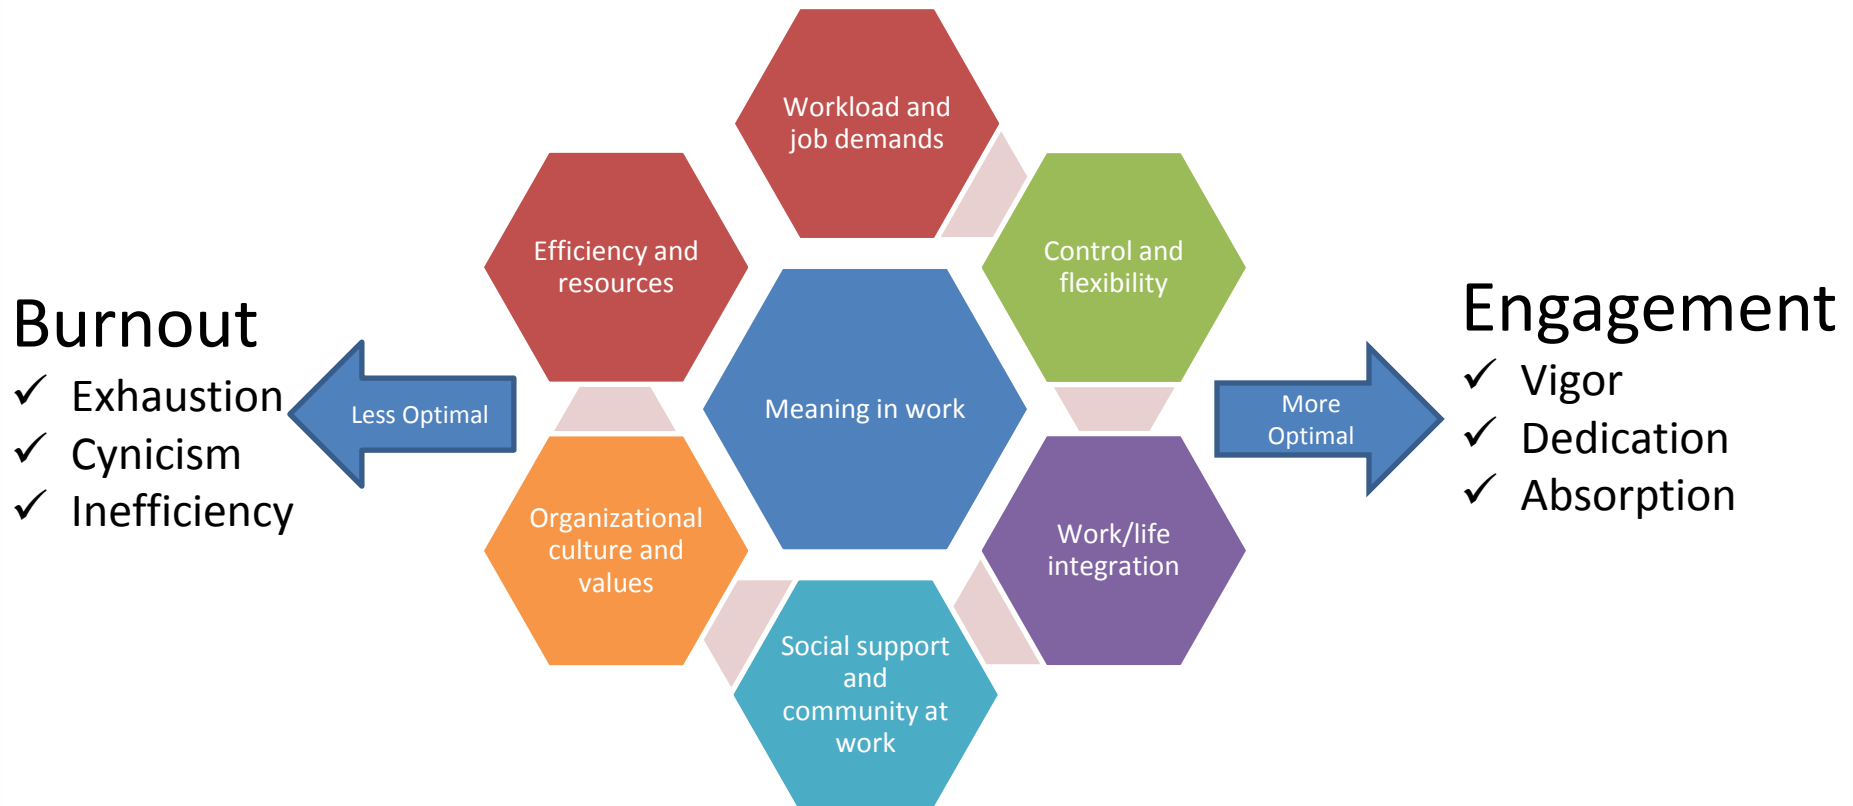 Burnout
✓ Exhaustion
✓ Cynicism
✓ Inefficiency
Less Optimal
Workload and
job demands
Efficiency and
resources
Control and
flexibility
Meaning in work
Organizational
culture and
values
Work/life
integration
Social support
and
community at
work
More
Optimal
Engagement
✓ Vigor
✓ Dedication
✓ Absorption